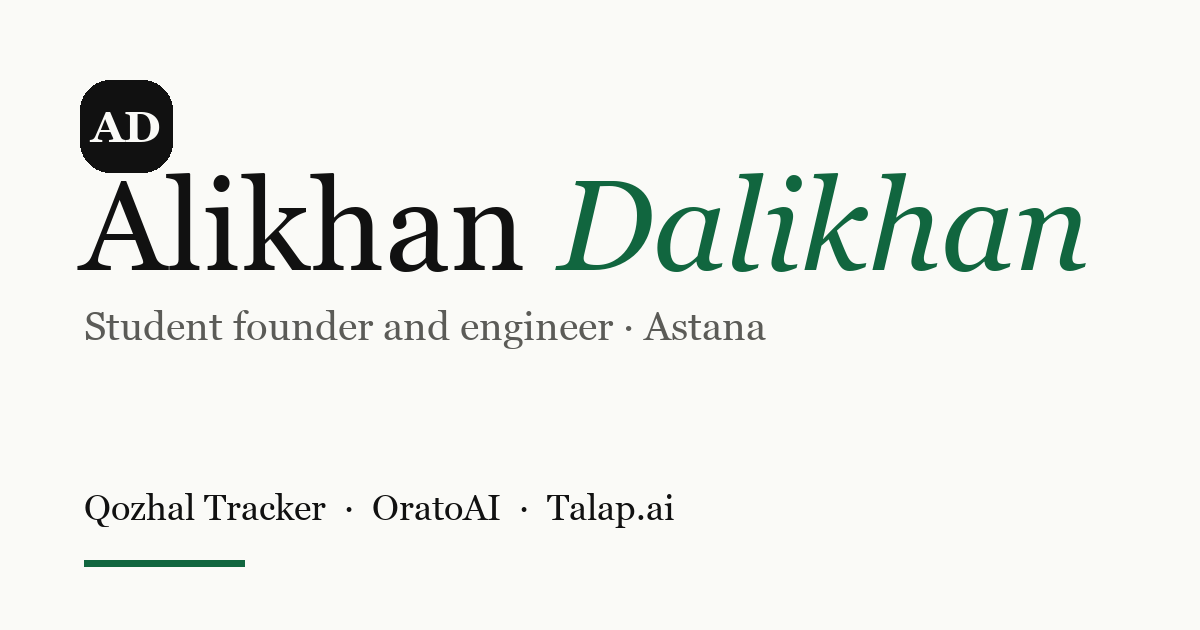 AD
Alikhan Dalikhan
Student founder and engineer · Astana
Qozhal Tracker · OratoAI · Talap.ai